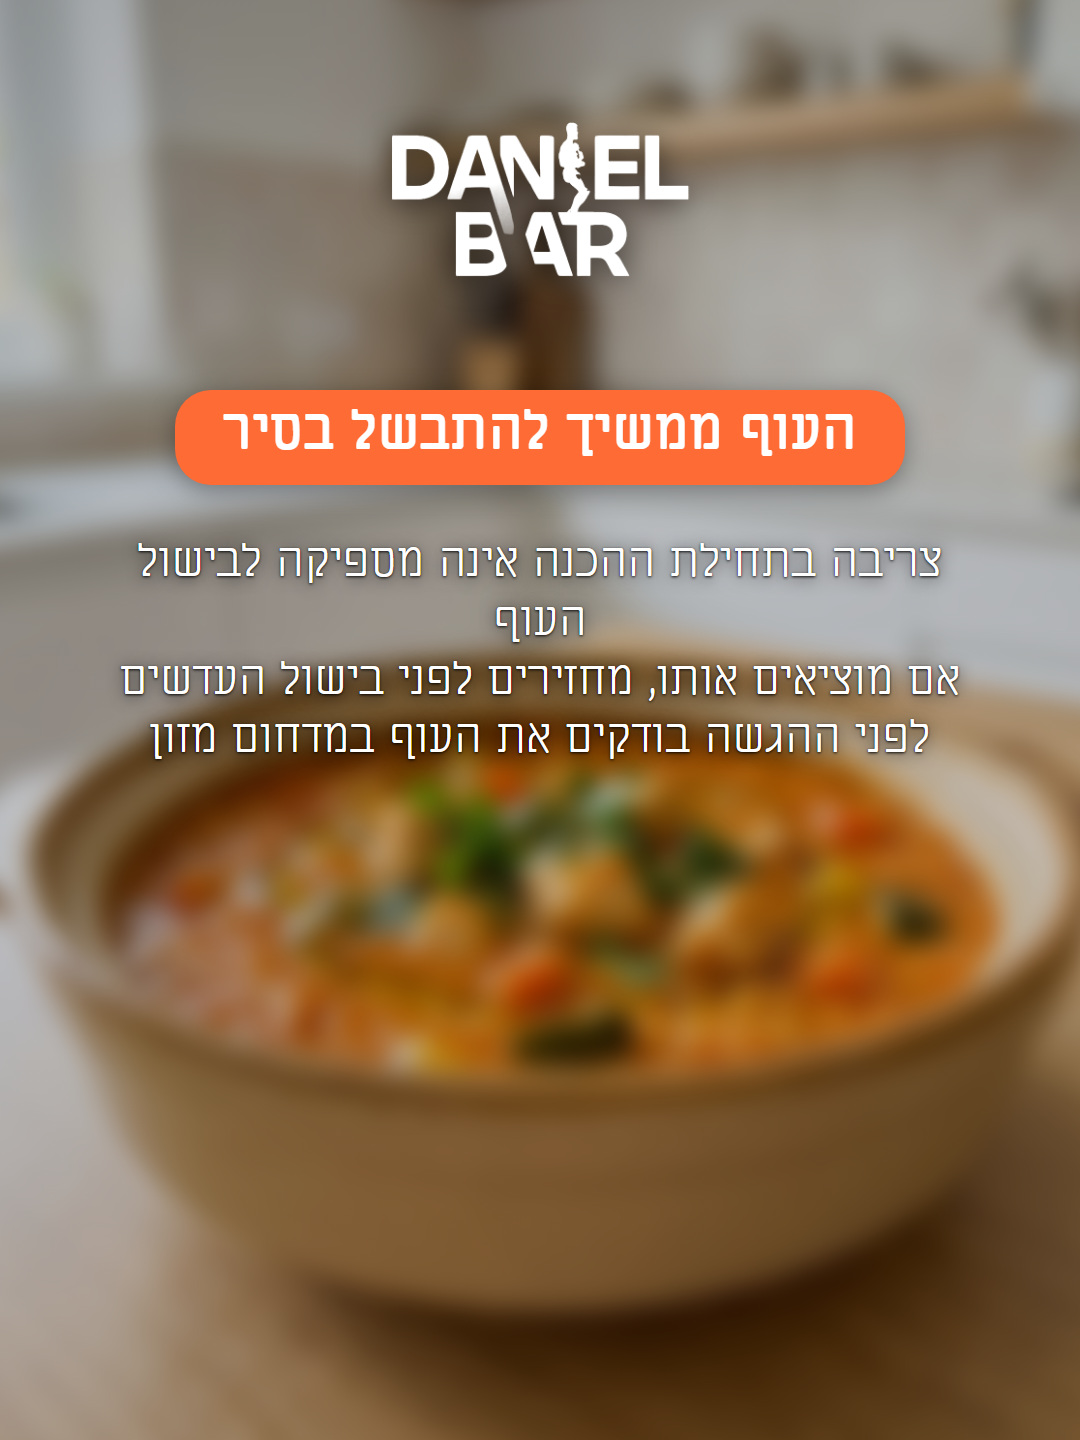 DANIEL
BAR
העוף ממשיך להתבשל בסיר
צריבה בתחילת ההכנה אינה מספיקה לבישול
העוף
אם מוציאים אותו, מחזירים לפני בישול העדשים
לפני ההגשה בודקים את העוף במדחום מזון